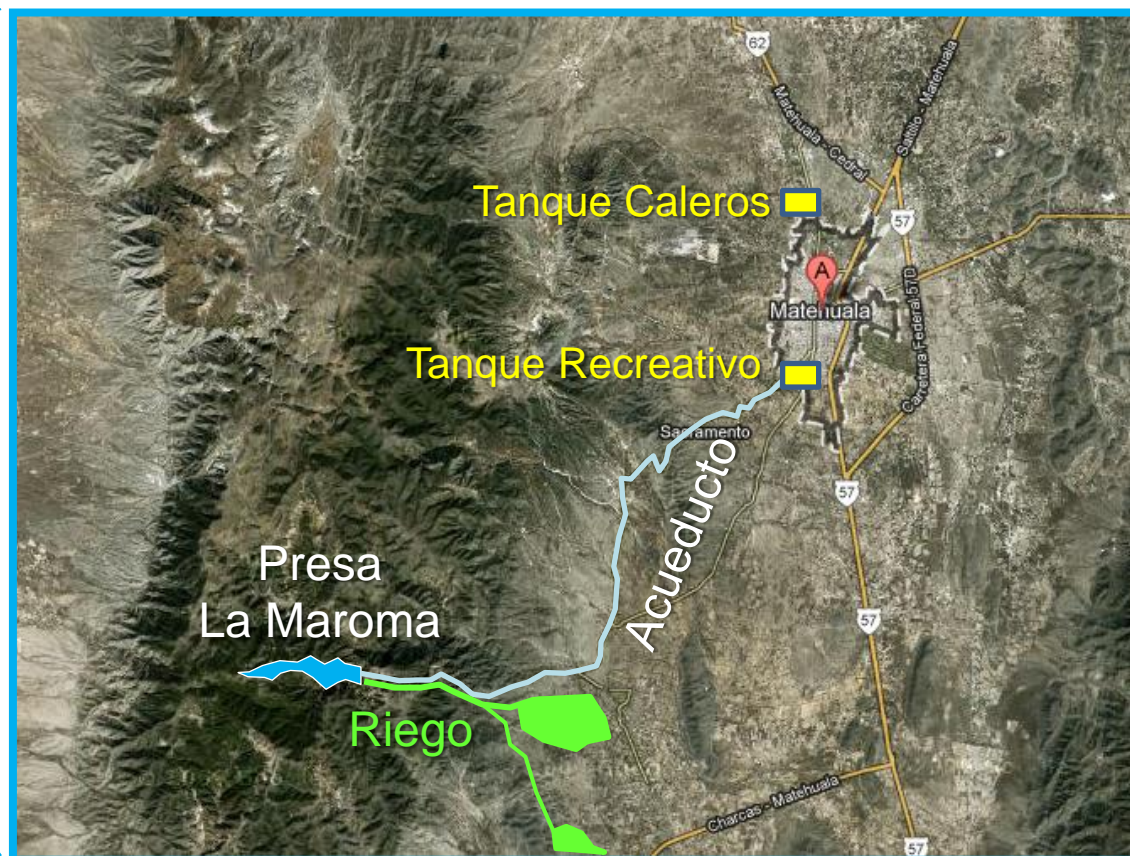 62
Matehuala - Cedral
Saltillo - Matehuala
Tanque Caleros
57
A
Matehuala
Carretera Federal 57D
Tanque Recreativo
Sacramento
Acueducto
57
Presa
La Maroma
57
Riego
Charcas - Matehuala
57